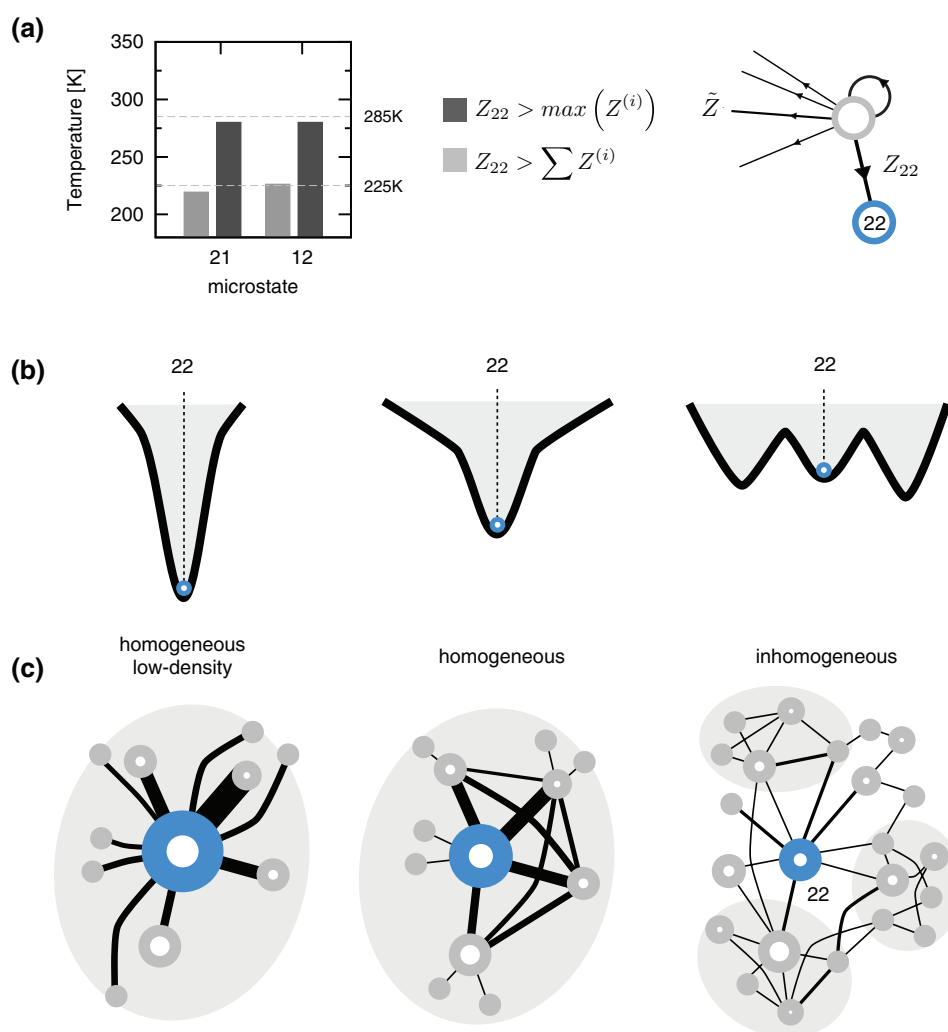 (a)
350
300
250
200
Temperature [K]
285K
225K
21
12
microstate
Z22 > max (Z(i))
Z22 > ∑ Z(i)
Z̃
Z22
22
(b)
22
22
22
(c)
homogeneous
low-density
homogeneous
inhomogeneous
22